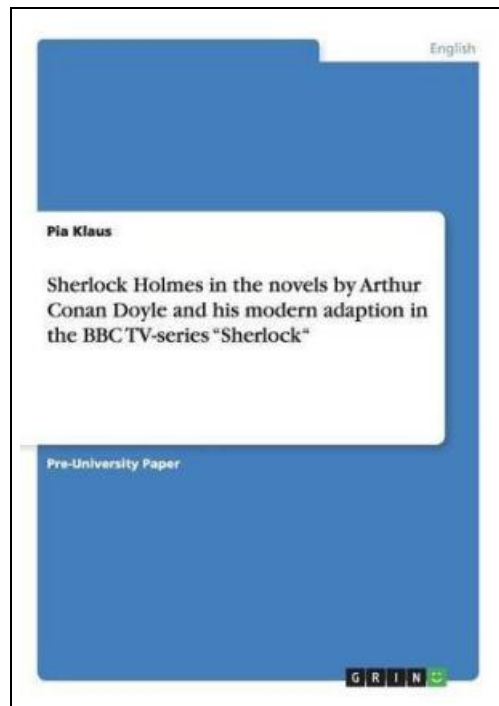 English
Pia Klaus
Sherlock Holmes in the novels by Arthur
Conan Doyle and his modern adaption in
the BBC TV-series “Sherlock“
Pre-University Paper
GRIN